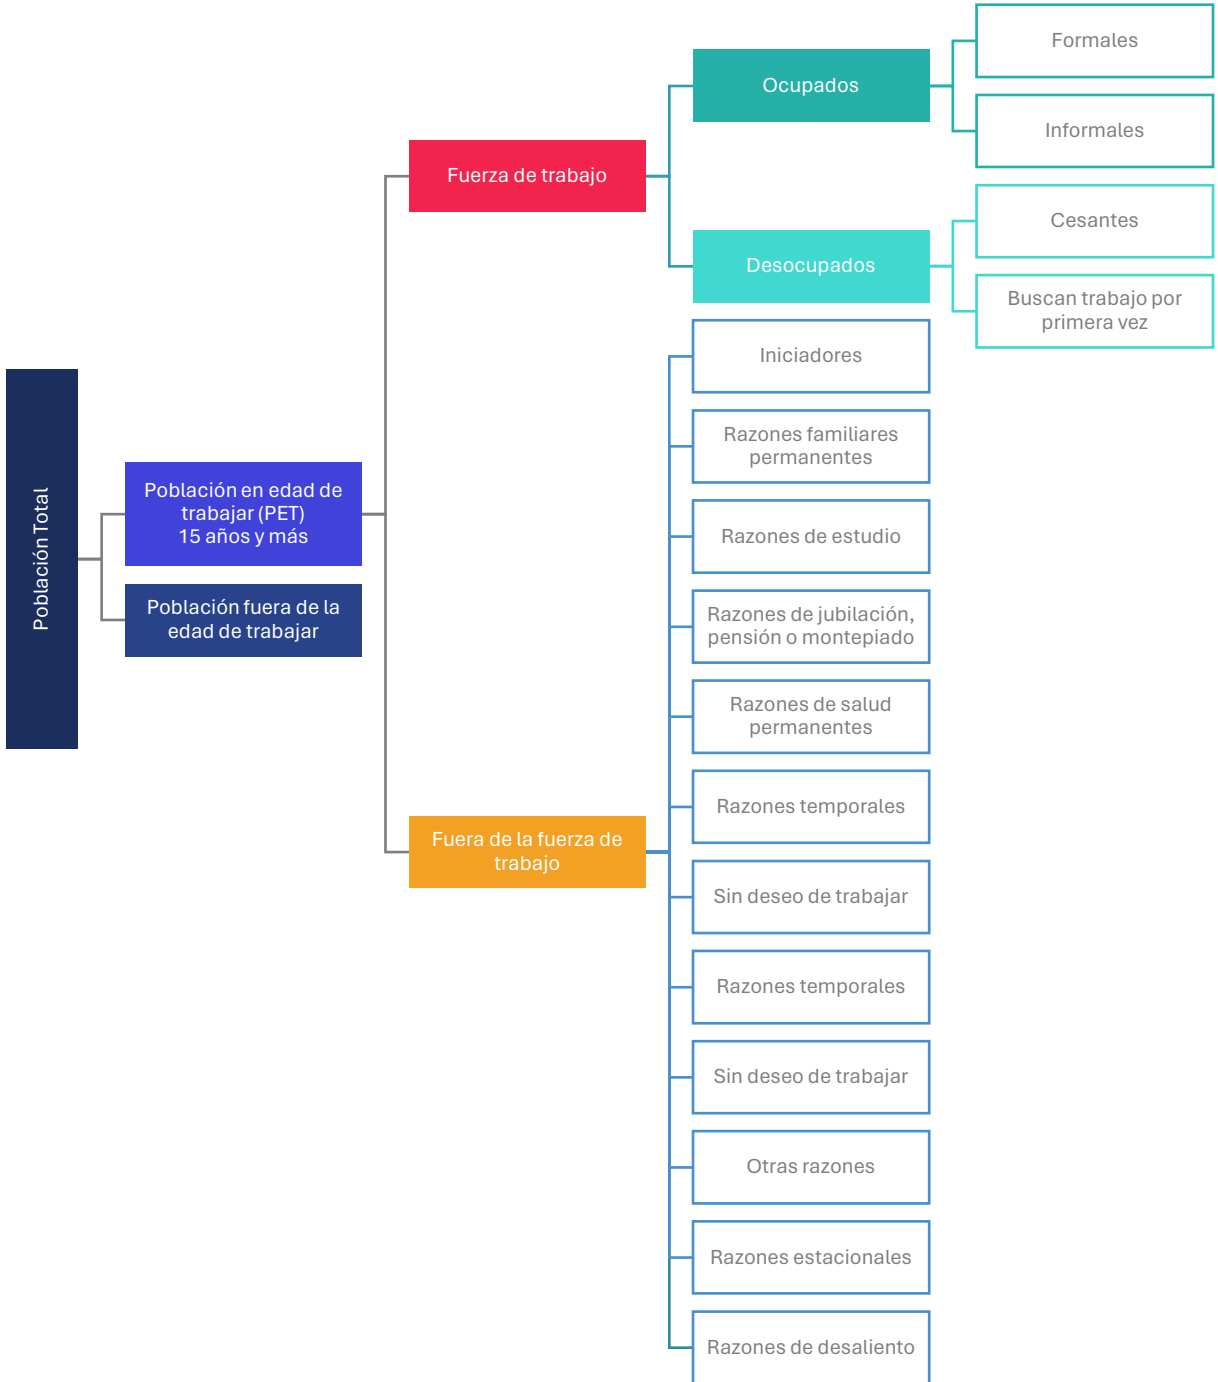 Población Total
Población en edad de
trabajar (PET)
15 años y más
Población fuera de la
edad de trabajar
Fuerza de trabajo
Ocupados
Formales
Informales
Desocupados
Cesantes
Buscan trabajo por
primera vez
Fuera de la fuerza de
trabajo
Iniciadores
Razones familiares
permanentes
Razones de estudio
Razones de jubilación,
pensión o montepiado
Razones de salud
permanentes
Razones temporales
Sin deseo de trabajar
Razones temporales
Sin deseo de trabajar
Otras razones
Razones estacionales
Razones de desaliento